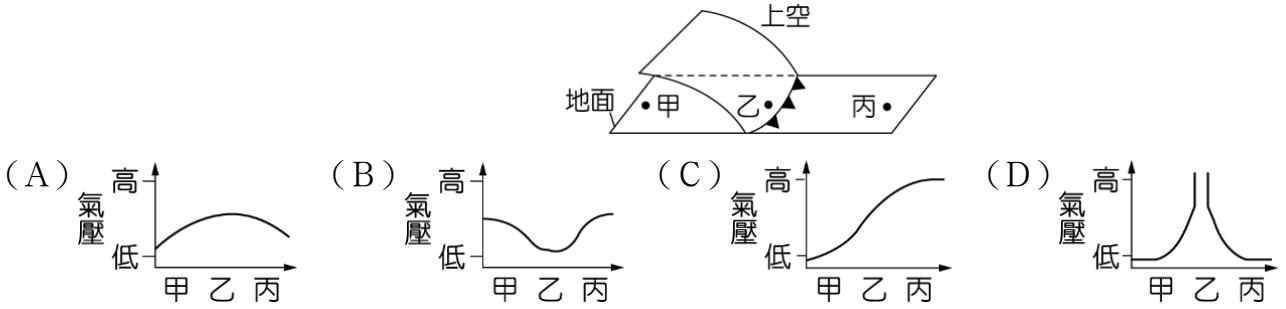 上空
地面
甲
乙
丙
(A)
高
氣壓
低
甲 乙 丙
(B)
高
氣壓
低
甲 乙 丙
(C)
高
氣壓
低
甲 乙 丙
(D)
高
氣壓
低
甲 乙 丙